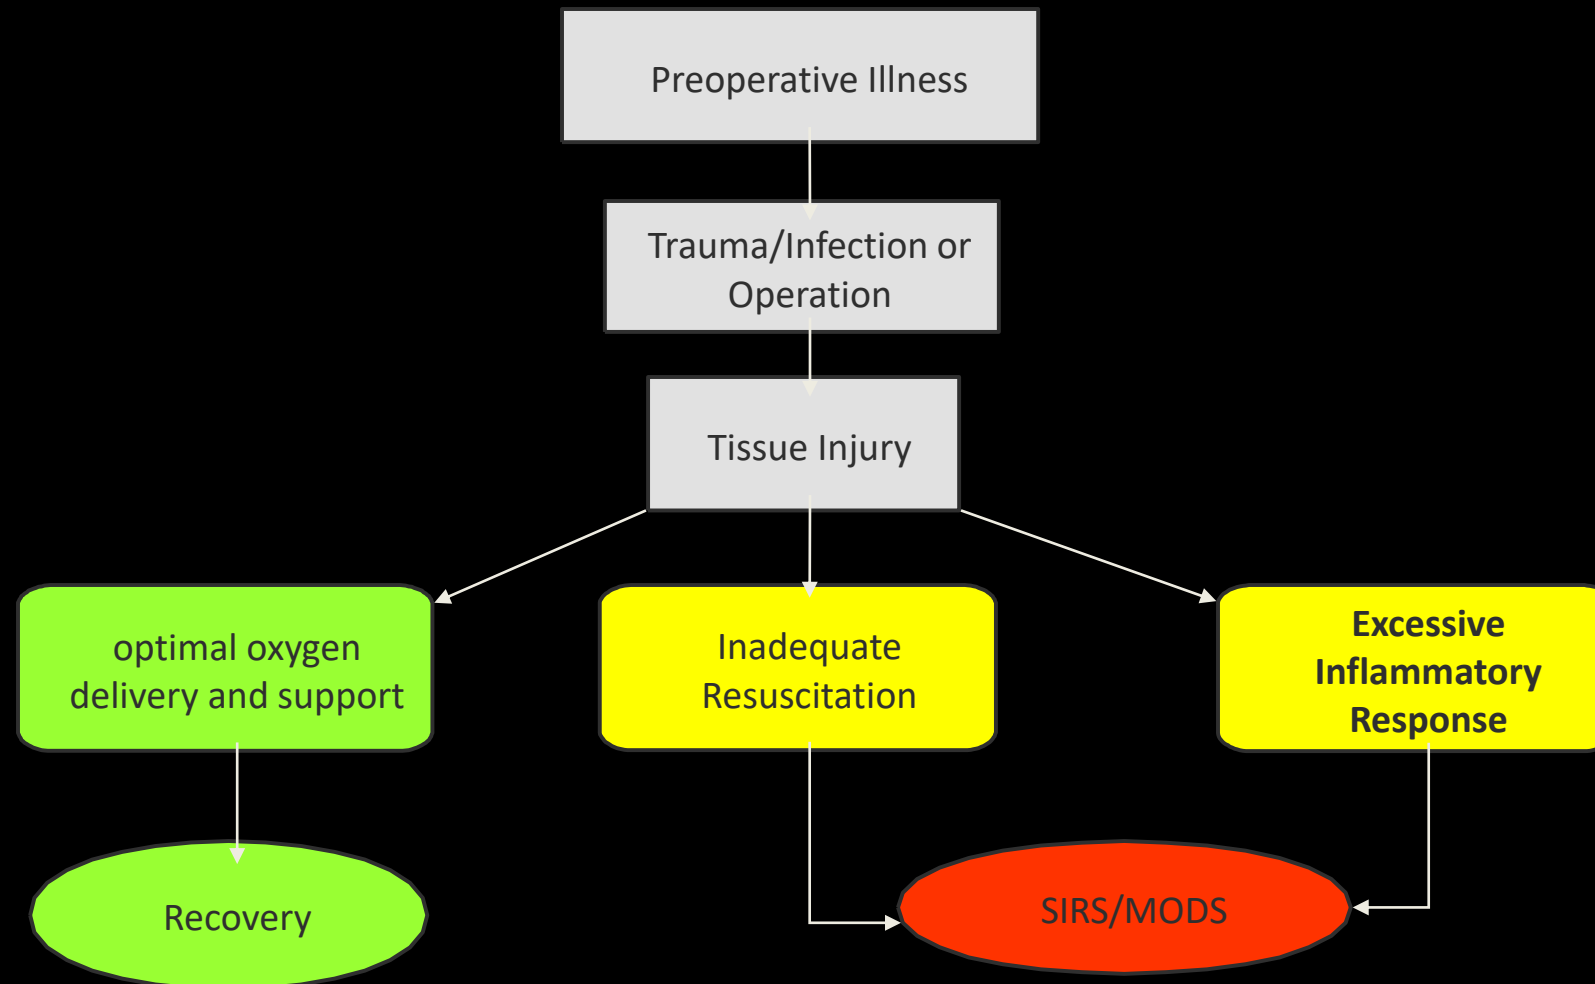 Preoperative Illness
Trauma/Infection or
Operation
Tissue Injury
optimal oxygen
delivery and support
Inadequate
Resuscitation
Excessive
Inflammatory
Response
Recovery
SIRS/MODS